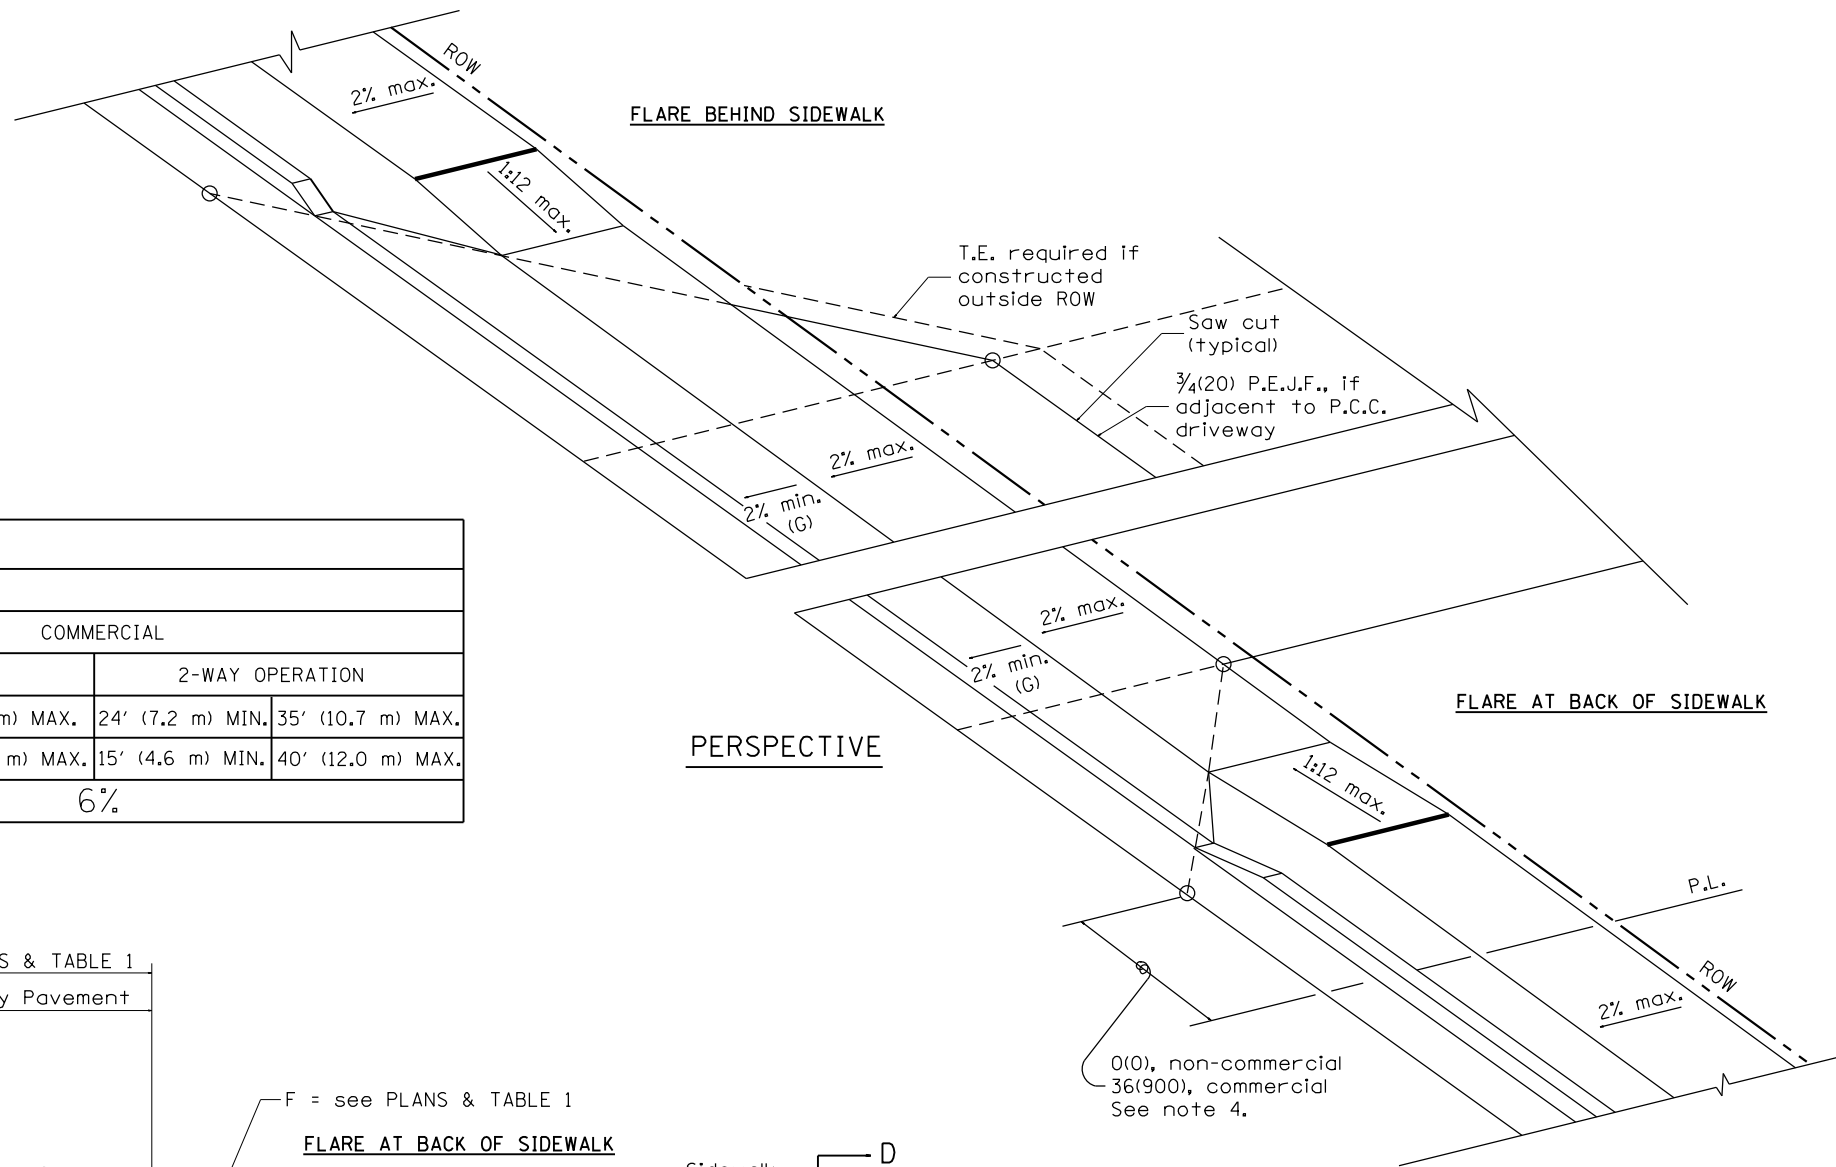 ROW
2% max.
FLARE BEHIND SIDEWALK
1:12 max.
T.E. required if
constructed
outside ROW
Saw cut
(typical)
¾(20) P.E.J.F., if
adjacent to P.C.C.
driveway
2% max.
2% min.
(G)
COMMERCIAL
2-WAY OPERATION
m) MAX. 24' (7.2 m) MIN. 35' (10.7 m) MAX.
m) MAX. 15' (4.6 m) MIN. 40' (12.0 m) MAX.
6%
2% max.
2% min.
(G)
FLARE AT BACK OF SIDEWALK
PERSPECTIVE
1:12 max.
P.L.
ROW
2% max.
S & TABLE 1
y Pavement
0(0), non-commercial
36(900), commercial
See note 4.
F = see PLANS & TABLE 1
FLARE AT BACK OF SIDEWALK
D